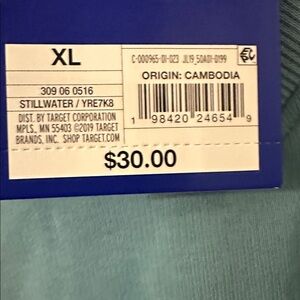 XL
309 06 0516
STILLWATER / YRE7K8
DIST. BY TARGET CORPORATION
MPLS, MN 55403 ©2019 TARGET
BRANDS, INC. SHOP TARGET.COM
C-000965-01-023 JL19_50A01-0199
ORIGIN: CAMBODIA
1 98420 24654 9
$30.00